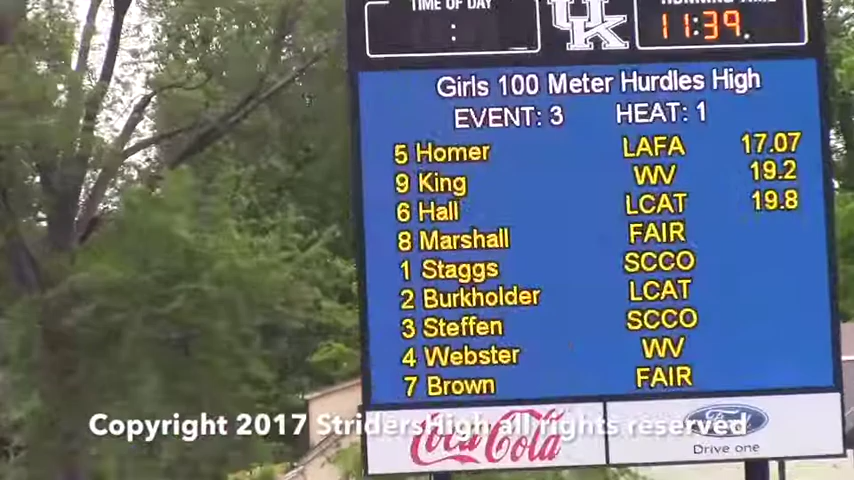 TIME OF DAY
:
UK
RUNNING TIME
11:39.
Girls 100 Meter Hurdles High
EVENT: 3 HEAT: 1
5 Homer LAFA 17.07
9 King WV 19.2
6 Hall LCAT 19.8
8 Marshall FAIR
1 Staggs SCCO
2 Burkholder LCAT
3 Steffen SCCO
4 Webster WV
7 Brown FAIR
Copyright 2017 StridersHigh all rights reserved
Coca-Cola
Ford
Drive one